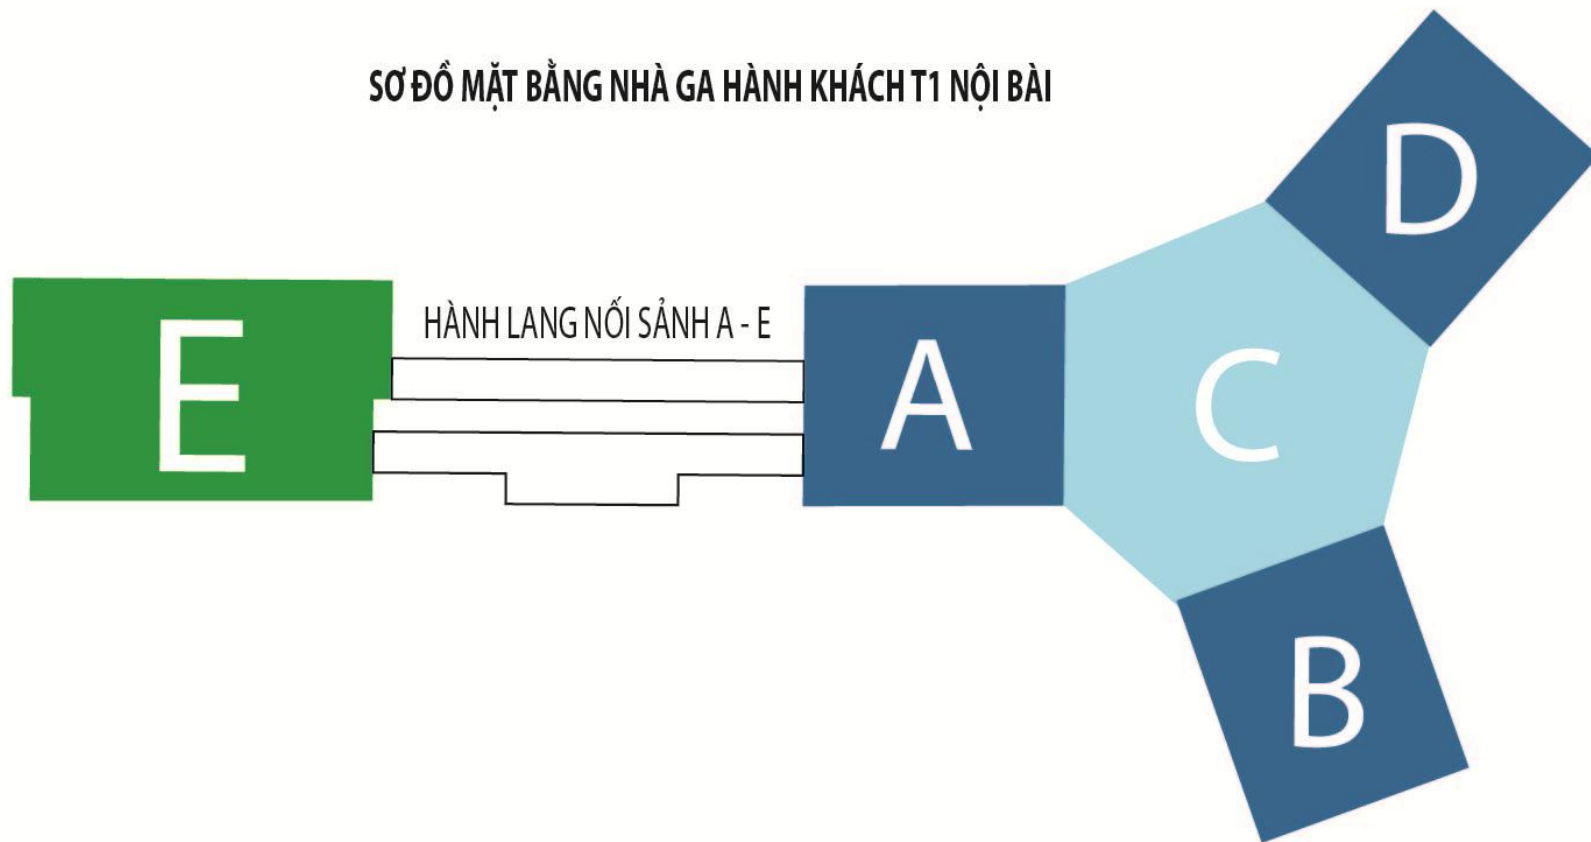 SƠ ĐỒ MẶT BẰNG NHÀ GA HÀNH KHÁCH T1 NỘI BÀI
D
HÀNH LANG NỐI SẢNH A - E
E
A
C
B